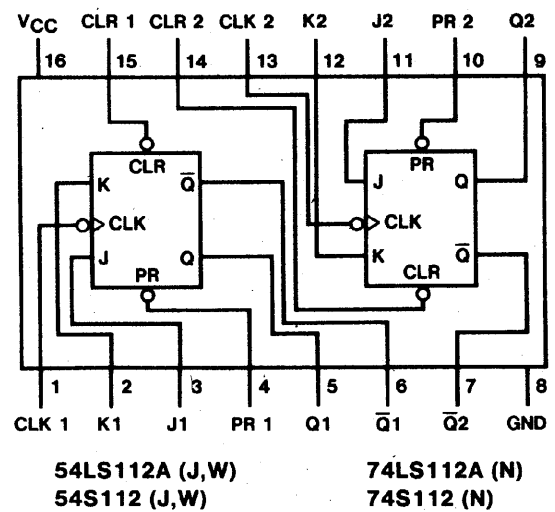 VCC CLR 1 CLR 2 CLK 2 K2 J2 PR 2 Q2
16 15 14 13 12 11 10 9
CLR PR
K Q̅ J Q
CLK CLK
J Q K Q̅
PR CLR
1 2 3 4 5 6 7 8
CLK 1 K1 J1 PR 1 Q1 Q̅1 Q̅2 GND
54LS112A (J,W) 74LS112A (N)
54S112 (J,W) 74S112 (N)